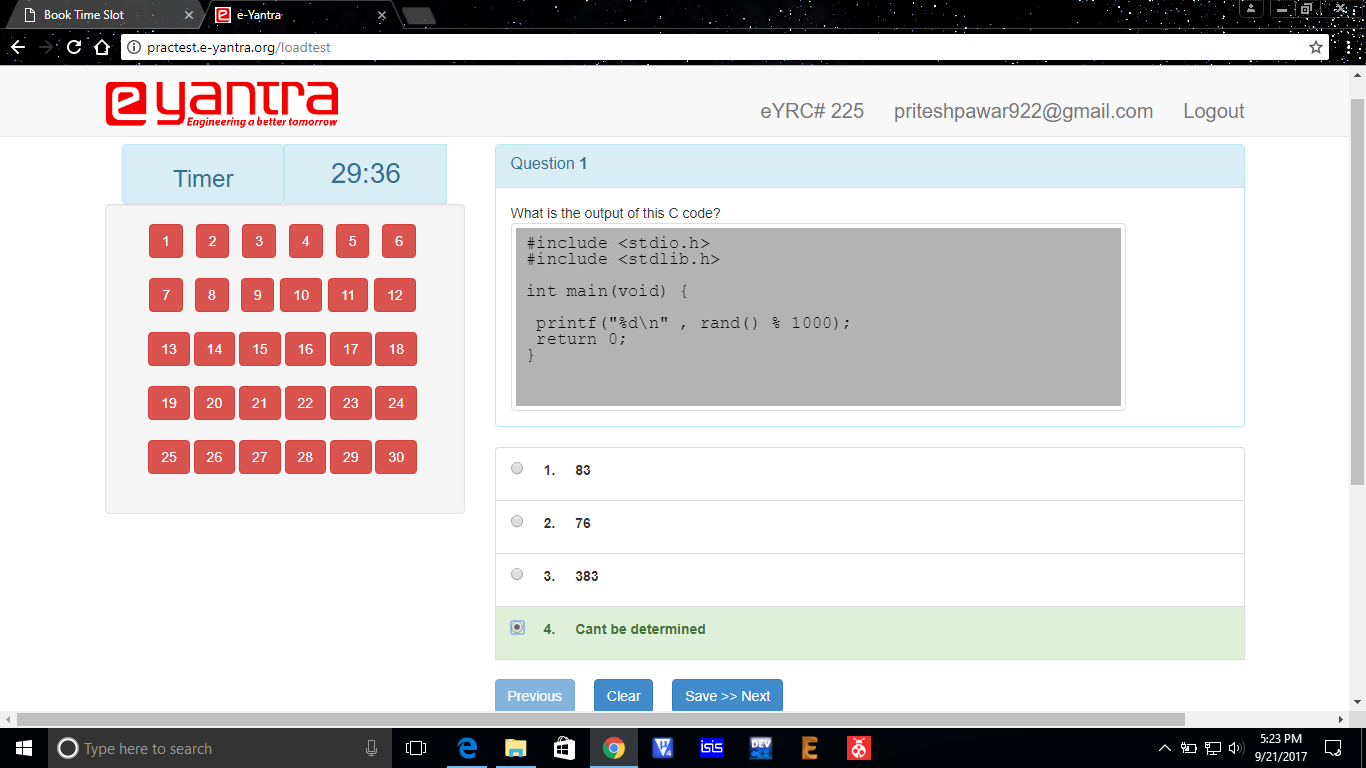 Book Time Slot
e-Yantra
practest.e-yantra.org/loadtest
e yantra
Engineering a better tomorrow
eYRC# 225 priteshpawar922@gmail.com Logout
Timer 29:36
1 2 3 4 5 6
7 8 9 10 11 12
13 14 15 16 17 18
19 20 21 22 23 24
25 26 27 28 29 30
Question 1
What is the output of this C code?
#include <stdio.h>
#include <stdlib.h>
int main(void) {
printf("%d\n" , rand() % 1000);
return 0;
}
1. 83
2. 76
3. 383
4. Cant be determined
Previous Clear Save >> Next
Type here to search
V4
isis
DEV
E
5:23 PM
9/21/2017